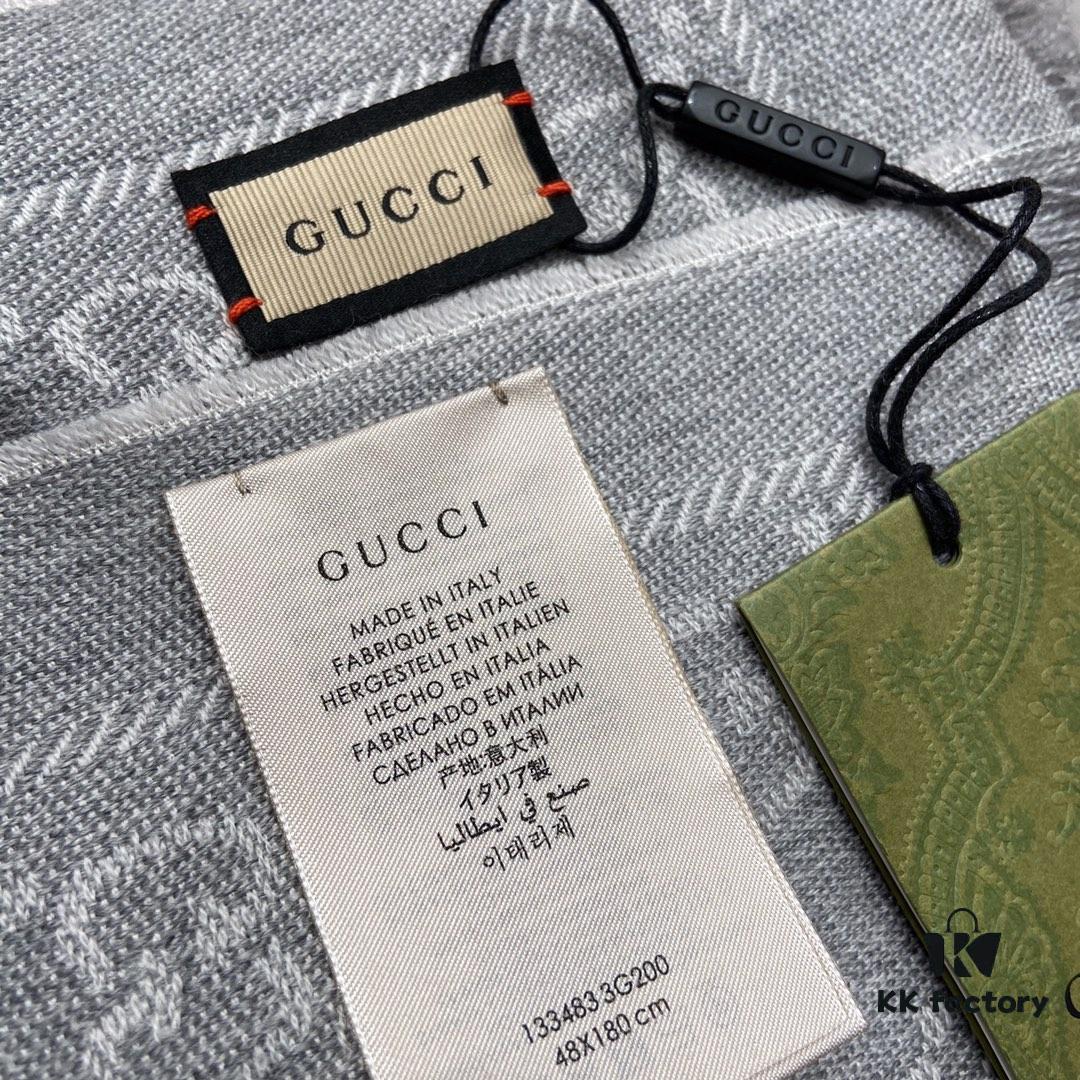 GUCCI
GUCCI
GUCCI
MADE IN ITALY
FABRIQUÉ EN ITALIE
HERGESTELLT IN ITALIEN
HECHO EN ITALIA
FABRICADO EM ITÁLIA
СДЕЛАНО В ИТАЛИИ
产地:意大利
イタリア製
صنع في ايطاليا
이태리제
133483 3G200
48X180 cm
KK factory